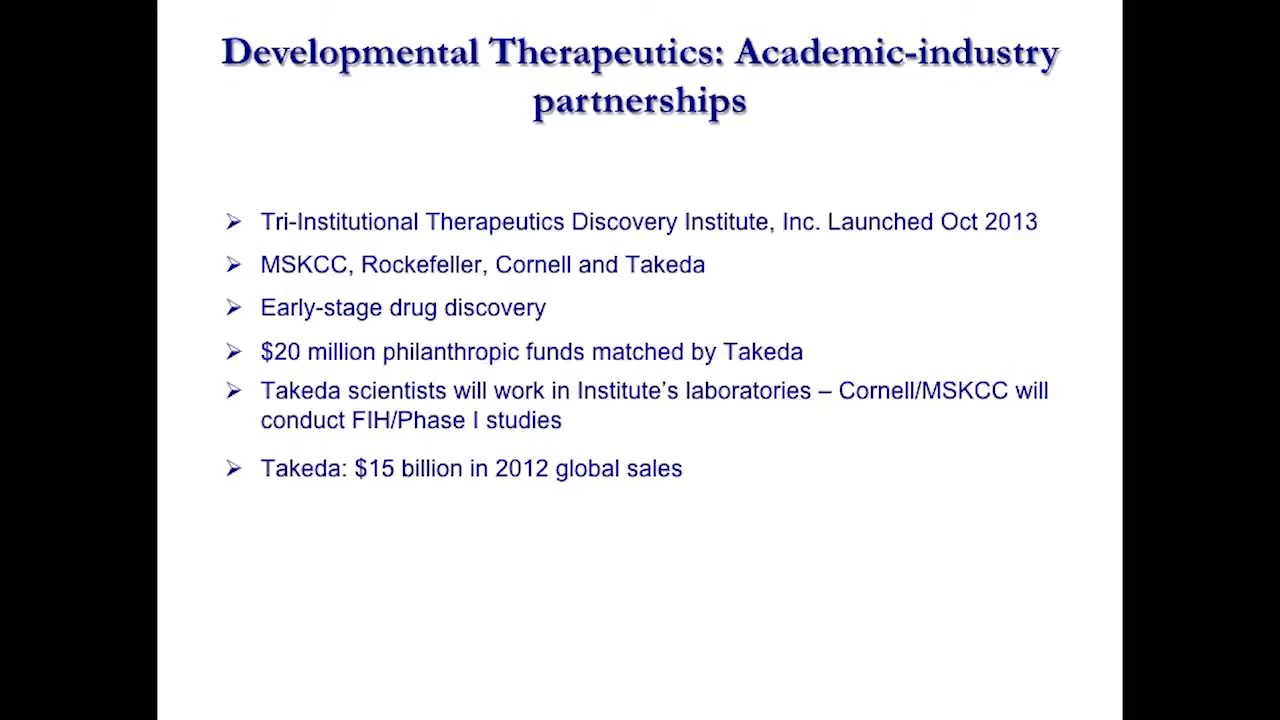 Developmental Therapeutics: Academic-industry
partnerships
Tri-Institutional Therapeutics Discovery Institute, Inc. Launched Oct 2013
MSKCC, Rockefeller, Cornell and Takeda
Early-stage drug discovery
$20 million philanthropic funds matched by Takeda
Takeda scientists will work in Institute’s laboratories – Cornell/MSKCC will
conduct FIH/Phase I studies
Takeda: $15 billion in 2012 global sales